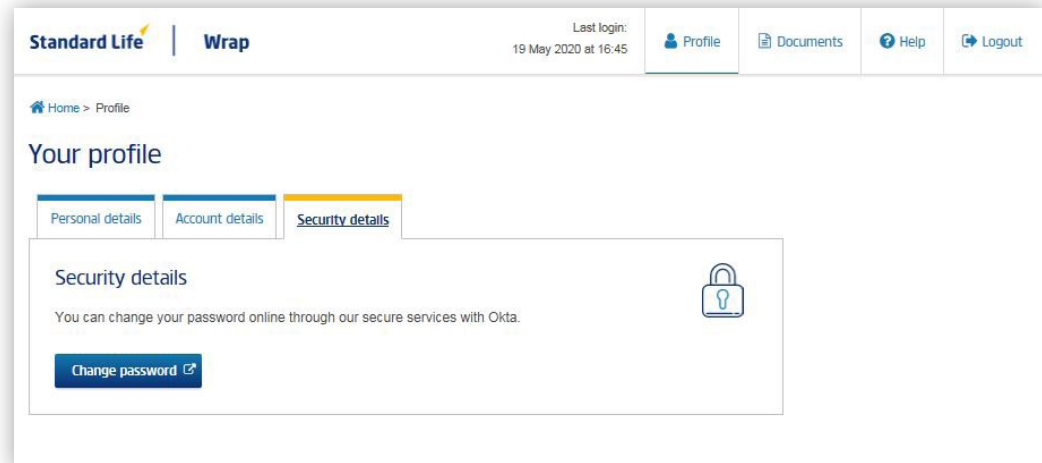 Standard Life | Wrap
Last login:
19 May 2020 at 16:45
Profile
Documents
Help
Logout
Home > Profile
Your profile
Personal details
Account details
Security details
Security details
You can change your password online through our secure services with Okta.
Change password